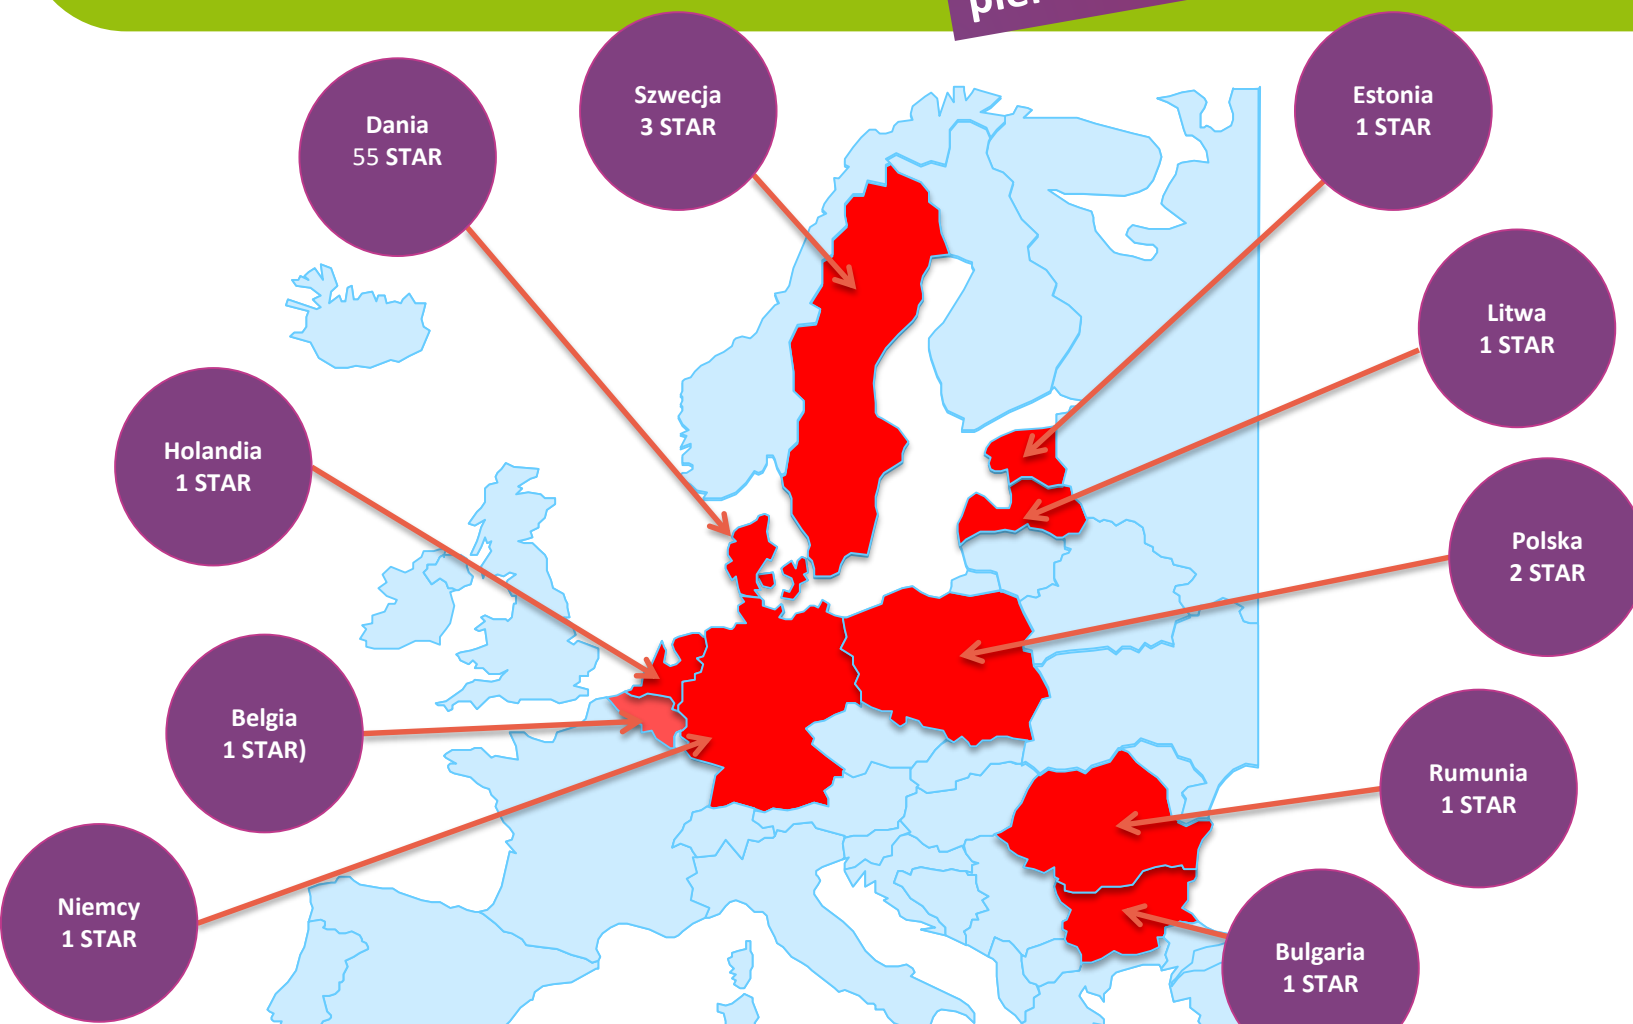 Szwecja
3 STAR
Estonia
1 STAR
Dania
55 STAR
Litwa
1 STAR
Holandia
1 STAR
Polska
2 STAR
Belgia
1 STAR)
Rumunia
1 STAR
Niemcy
1 STAR
Bulgaria
1 STAR